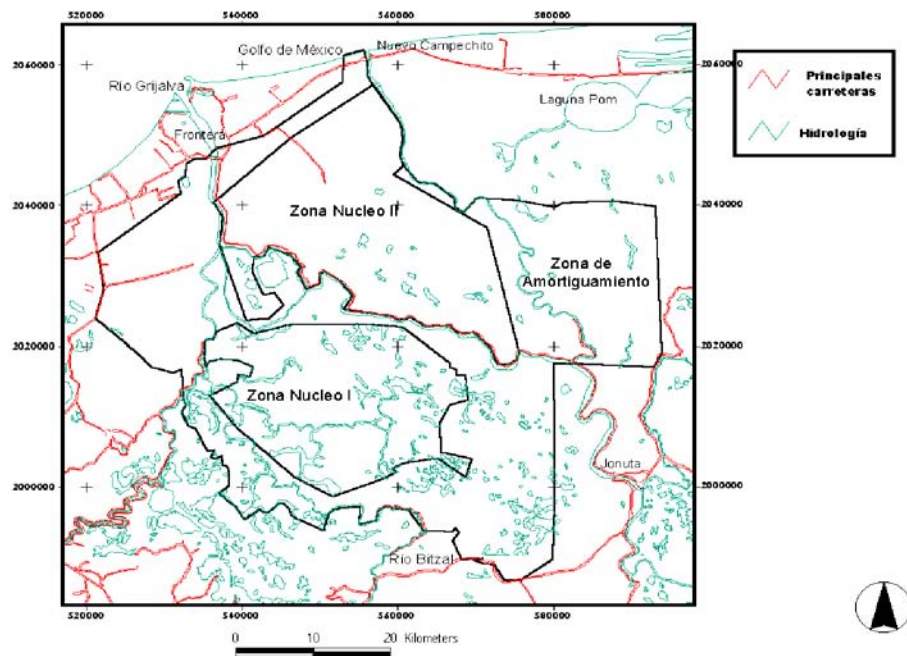 520000 540000 560000 580000
Golfo de México
Nuevo Campechito
2060000
2060000
Río Grijalva
Laguna Pom
Frontera
2040000
2040000
Zona Nucleo II
Zona de
Amortiguamiento
2020000
2020000
Zona Nucleo I
Jonuta
2000000
2000000
Río Bitzal
520000 540000 560000 580000
0 10 20 Kilometers
Principales
carreteras
Hidrología